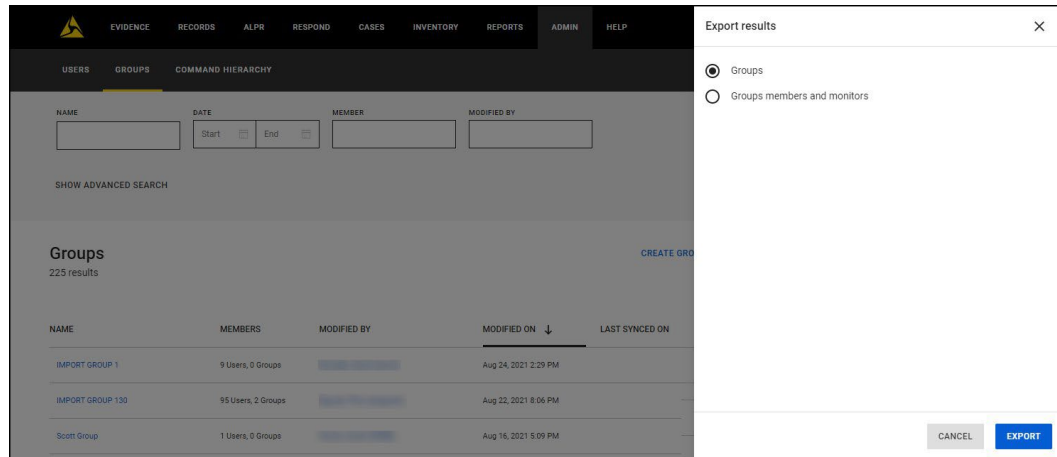 EVIDENCE RECORDS ALPR RESPOND CASES INVENTORY REPORTS ADMIN HELP
USERS GROUPS COMMAND HIERARCHY
NAME DATE MEMBER MODIFIED BY
Start End
SHOW ADVANCED SEARCH
Groups
225 results
CREATE GRO
NAME MEMBERS MODIFIED BY MODIFIED ON LAST SYNCED ON
IMPORT GROUP 1 9 Users, 0 Groups Aug 24, 2021 2:29 PM
IMPORT GROUP 130 95 Users, 2 Groups Aug 22, 2021 8:06 PM
Scott Group 1 Users, 0 Groups Aug 16, 2021 5:09 PM
Export results
Groups
Groups members and monitors
CANCEL EXPORT